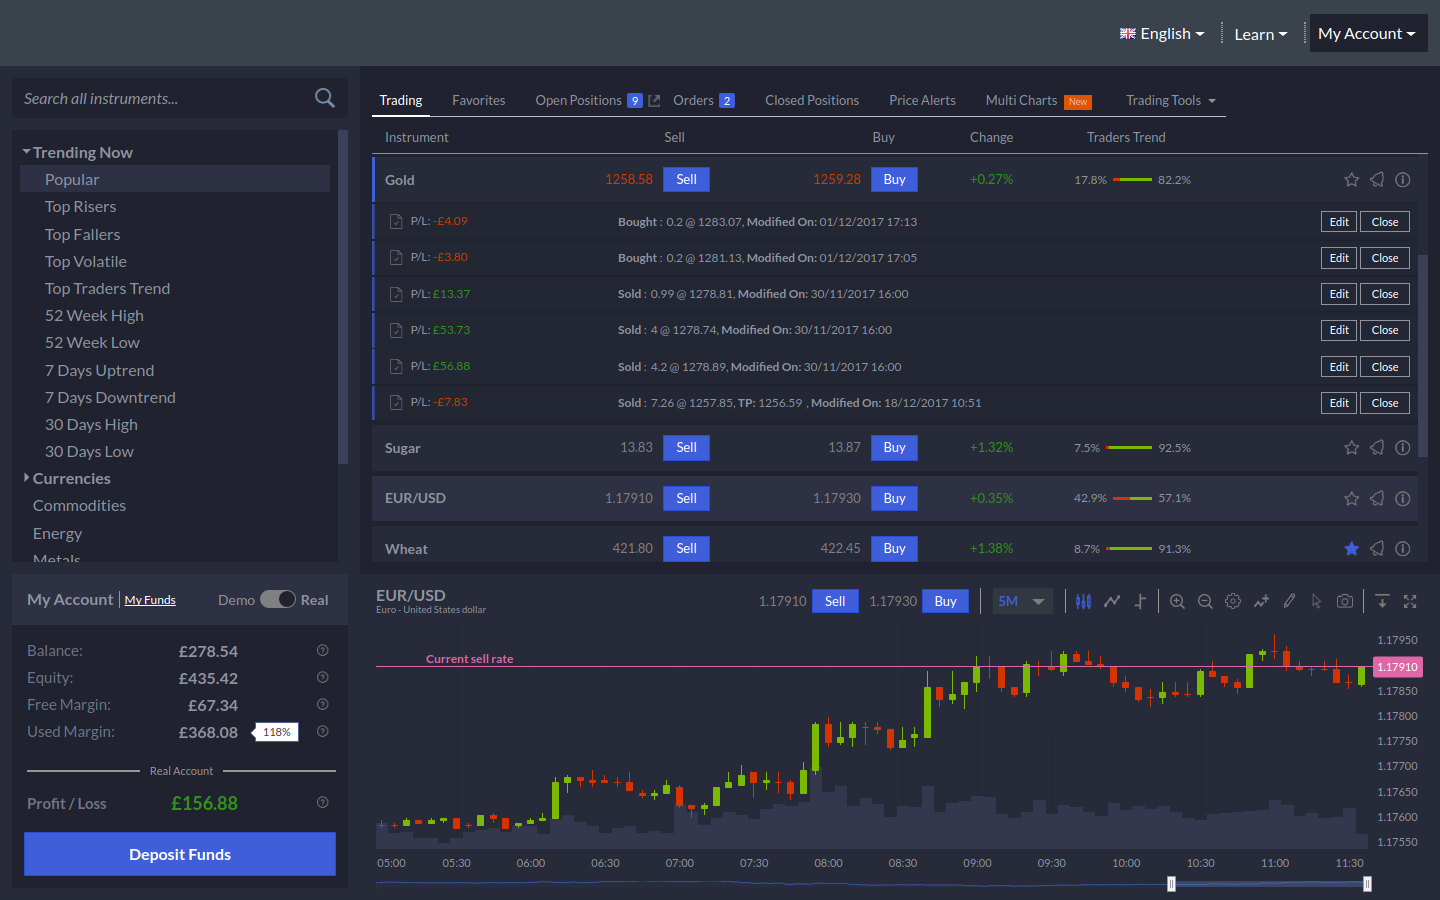 English
Learn
My Account
Search all instruments...
Trending Now
Popular
Top Risers
Top Fallers
Top Volatile
Top Traders Trend
52 Week High
52 Week Low
7 Days Uptrend
7 Days Downtrend
30 Days High
30 Days Low
Currencies
Commodities
Energy
Metals
Trading Favorites Open Positions 9 Orders 2 Closed Positions Price Alerts Multi Charts New Trading Tools
Instrument Sell Buy Change Traders Trend
Gold 1258.58 Sell 1259.28 Buy +0.27% 17.8% 82.2%
P/L: -£4.09 Bought : 0.2 @ 1283.07, Modified On: 01/12/2017 17:13 Edit Close
P/L: -£3.80 Bought : 0.2 @ 1281.13, Modified On: 01/12/2017 17:05 Edit Close
P/L: £13.37 Sold : 0.99 @ 1278.81, Modified On: 30/11/2017 16:00 Edit Close
P/L: £53.73 Sold : 4 @ 1278.74, Modified On: 30/11/2017 16:00 Edit Close
P/L: £56.88 Sold : 4.2 @ 1278.89, Modified On: 30/11/2017 16:00 Edit Close
P/L: -£7.83 Sold : 7.26 @ 1257.85, TP: 1256.59 , Modified On: 18/12/2017 10:51 Edit Close
Sugar 13.83 Sell 13.87 Buy +1.32% 7.5% 92.5%
EUR/USD 1.17910 Sell 1.17930 Buy +0.35% 42.9% 57.1%
Wheat 421.80 Sell 422.45 Buy +1.38% 8.7% 91.3%
My Account My Funds Demo Real
Balance: £278.54
Equity: £435.42
Free Margin: £67.34
Used Margin: £368.08 118%
Real Account
Profit / Loss £156.88
Deposit Funds
EUR/USD
Euro - United States dollar
1.17910 Sell 1.17930 Buy 5M
Current sell rate
1.17950
1.17910
1.17850
1.17800
1.17750
1.17700
1.17650
1.17600
1.17550
05:00 05:30 06:00 06:30 07:00 07:30 08:00 08:30 09:00 09:30 10:00 10:30 11:00 11:30